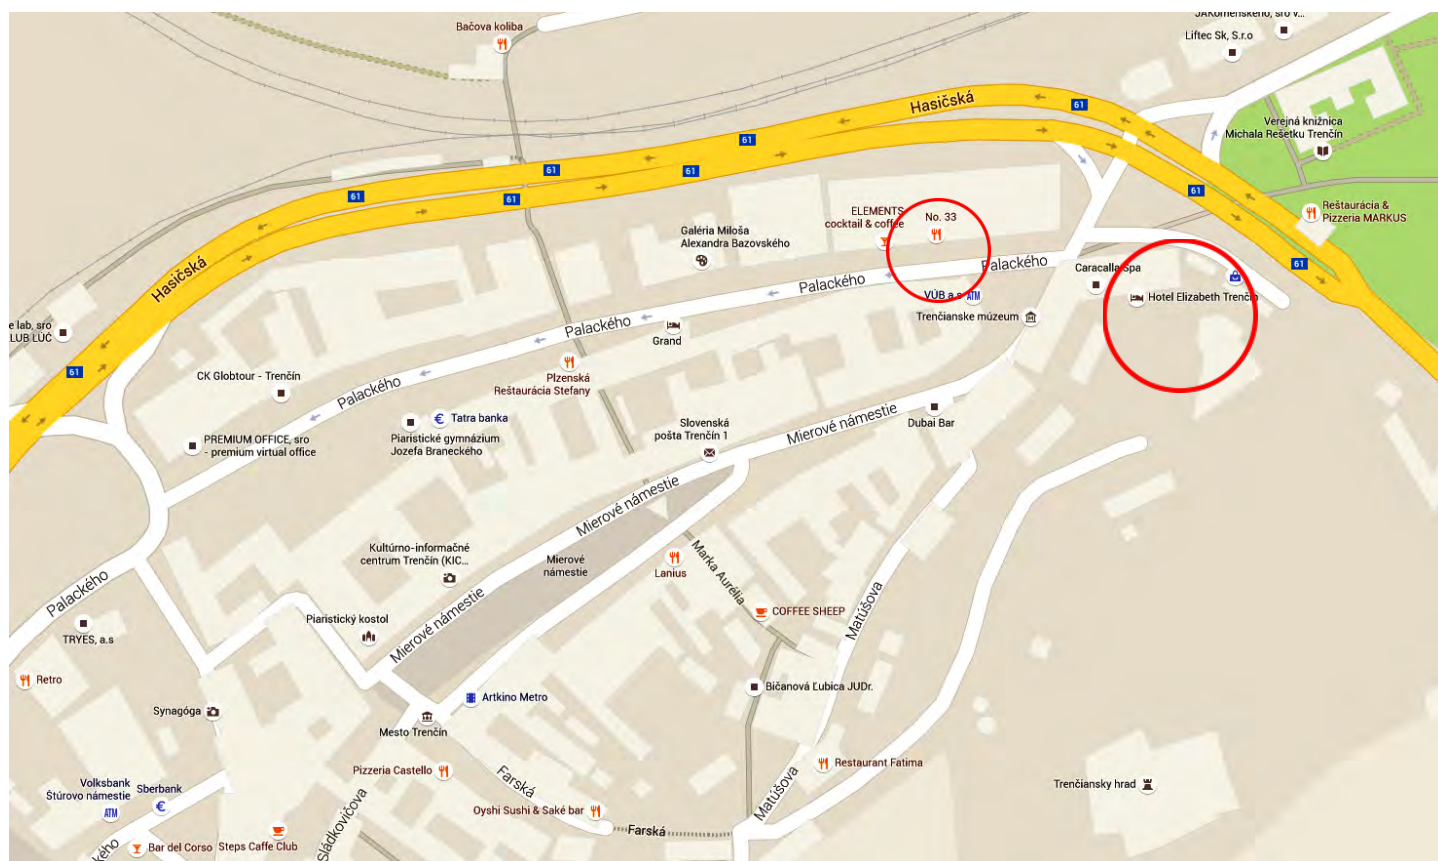 Bačova koliba
JAKomenského, sro v...
Liftec Sk, S.r.o
Hasičská
61
61
61
61
61
61
61
61
61
61
Verejná knižnica
Michala Rešetku Trenčín
Reštaurácia &
Pizzeria MARKUS
ELEMENTS
cocktail & coffee
No. 33
Galéria Miloša
Alexandra Bazovského
Hasičská
Palackého
Palackého
Palackého
Palackého
Caracalla Spa
Hotel Elizabeth Trenčín
VÚB a.s
ATM
Trenčianske múzeum
e lab, sro
LUB LÚČ
Grand
CK Globtour - Trenčín
Plzenská
Reštaurácia Stefany
Tatra banka
€
Piaristické gymnázium
Jozefa Braneckého
PREMIUM OFFICE, sro
- premium virtual office
Slovenská
pošta Trenčín 1
Mierové námestie
Dubai Bar
Mierové námestie
Kultúrno-informačné
centrum Trenčín (KIC...
Mierové
námestie
Lanius
Marka Aurélia
COFFEE SHEEP
Matúšova
Palackého
TRYES, a.s
Piaristický kostol
Mierové námestie
Retro
Synagóga
Artkino Metro
Bičanová Ľubica JUDr.
Mesto Trenčín
Pizzeria Castello
Farská
Restaurant Fatima
Matúšova
Trenčiansky hrad
Volksbank
Štúrovo námestie
ATM
Sberbank
€
Oyshi Sushi & Saké bar
Farská
Sládkovičova
kého
Bar del Corso
Steps Caffe Club